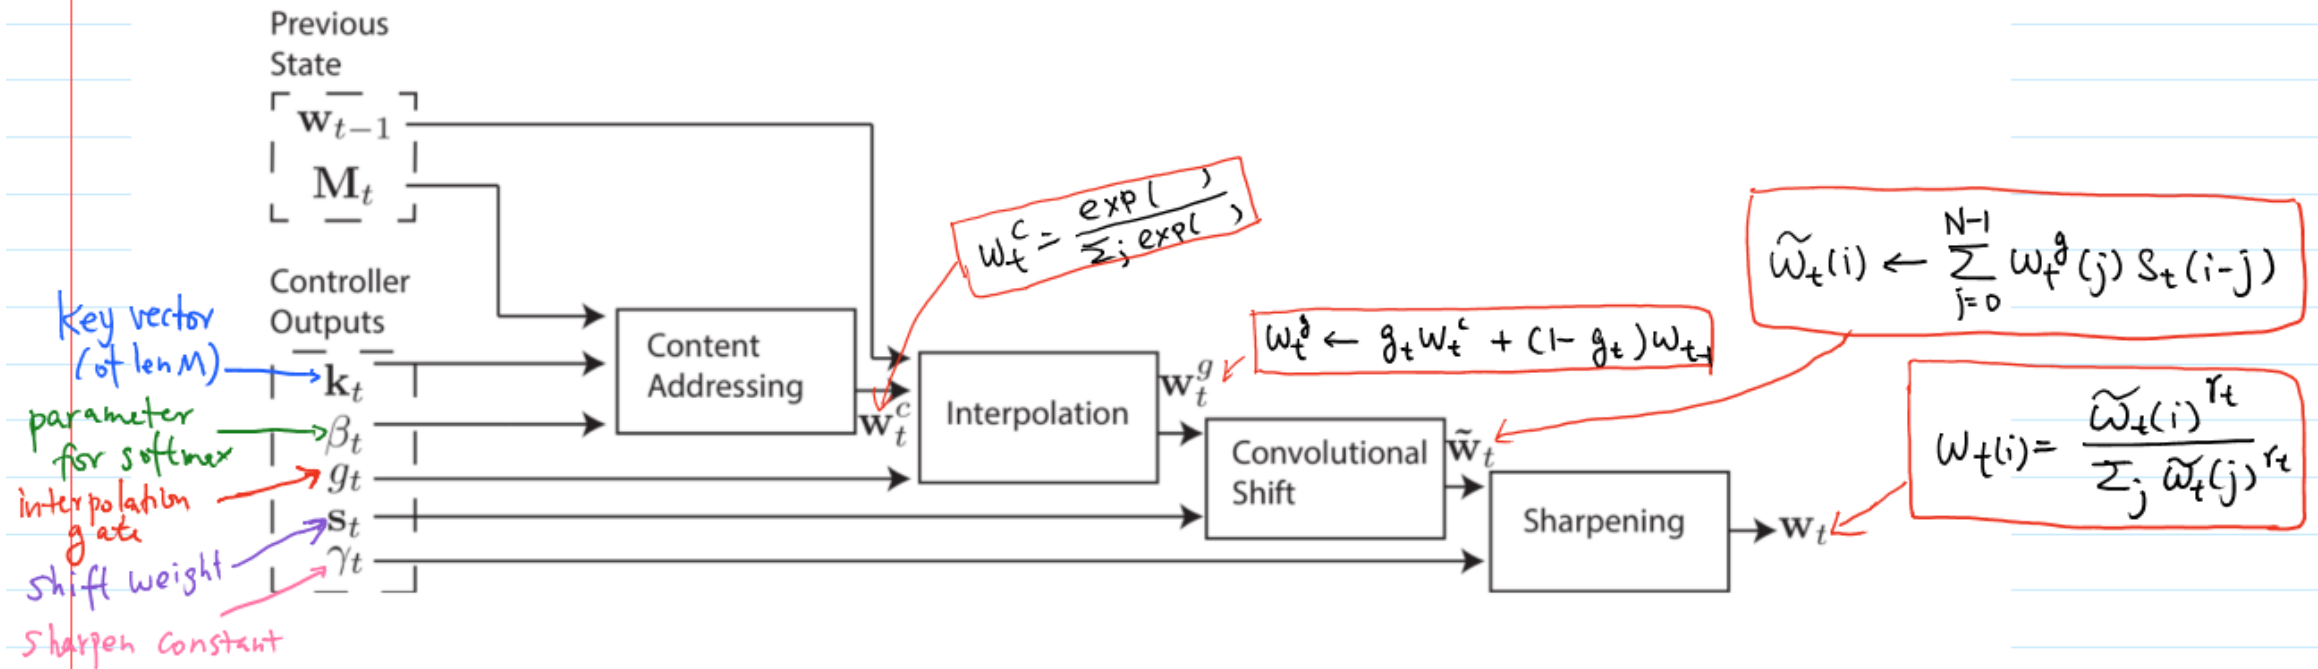 Previous
State
w_{t−1}
M_t
Controller
Outputs
k_t
β_t
g_t
s_t
γ_t
key vector
(of len M)
parameter
for softmax
interpolation
gate
shift weight
sharpen constant
Content
Addressing
w_t^c
w_t^c = exp( ) / Σ_j exp( )
Interpolation
w_t^g
w_t^g ← g_t w_t^c + (1- g_t) w_{t-1}
Convolutional
Shift
w̃_t
w̃_t(i) ← Σ_{j=0}^{N-1} w_t^g(j) s_t(i-j)
Sharpening
w_t
w_t(i) = w̃_t(i)^{r_t} / Σ_j w̃_t(j)^{r_t}